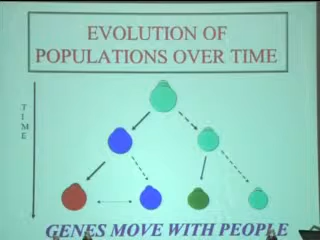 EVOLUTION OF
POPULATIONS OVER TIME
TIME
GENES MOVE WITH PEOPLE